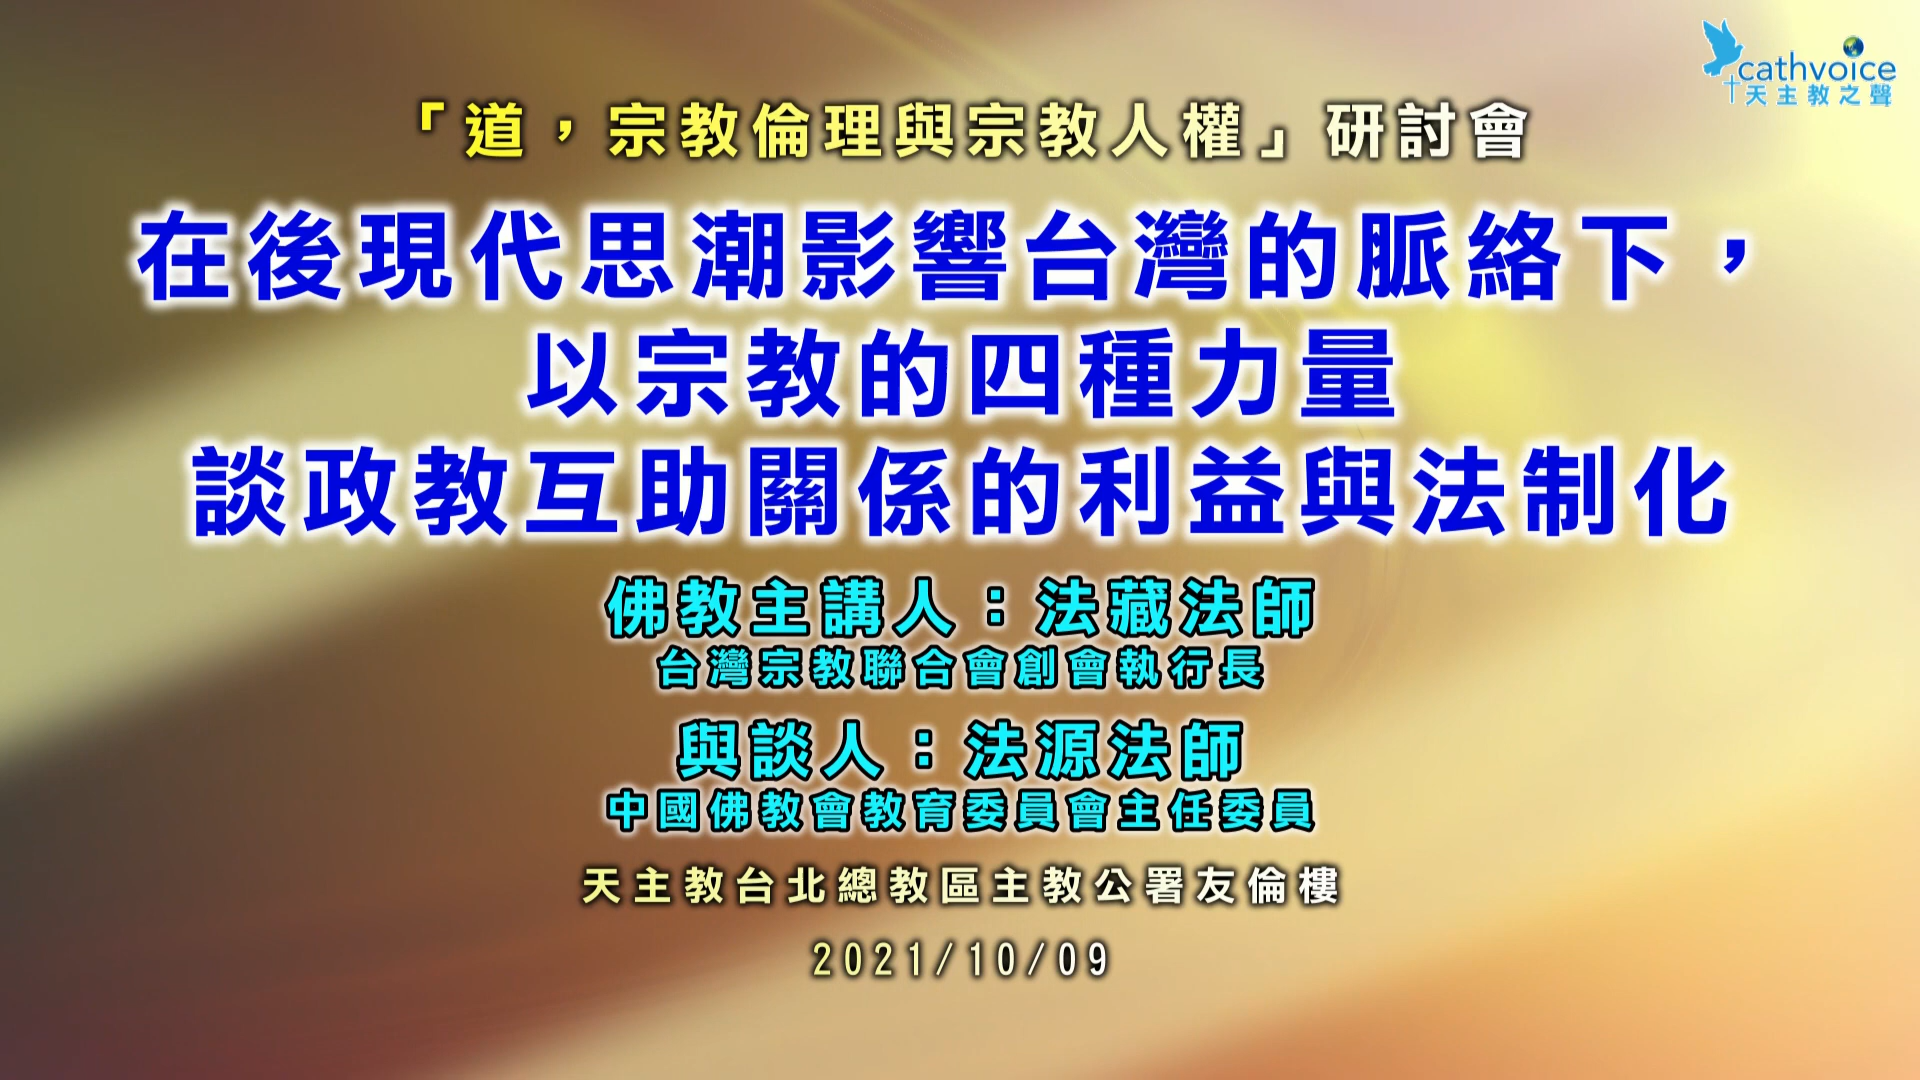 cathvoice
天主教之聲
「道，宗教倫理與宗教人權」研討會
在後現代思潮影響台灣的脈絡下，
以宗教的四種力量
談政教互助關係的利益與法制化
佛教主講人：法藏法師
台灣宗教聯合會創會執行長
與談人：法源法師
中國佛教會教育委員會主任委員
天主教台北總教區主教公署友倫樓
2021/10/09